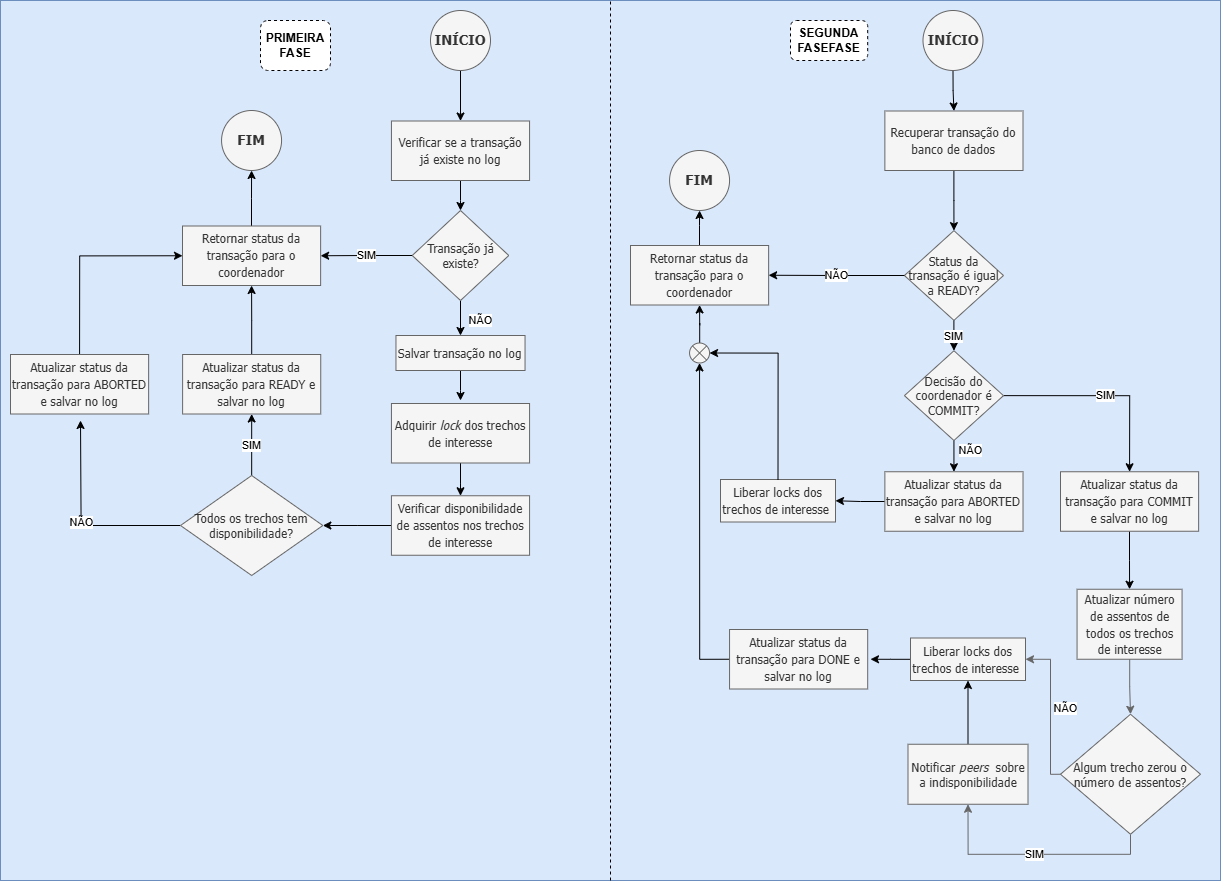 PRIMEIRA
FASE
INÍCIO
Verificar se a transação
já existe no log
FIM
Transação já
existe?
SIM
Retornar status da
transação para o
coordenador
NÃO
Salvar transação no log
Adquirir lock dos trechos
de interesse
Verificar disponibilidade
de assentos nos trechos
de interesse
Todos os trechos tem
disponibilidade?
SIM
Atualizar status da
transação para READY e
salvar no log
NÃO
Atualizar status da
transação para ABORTED
e salvar no log
SEGUNDA
FASEFASE
INÍCIO
Recuperar transação do
banco de dados
FIM
Status da
transação é igual
a READY?
NÃO
Retornar status da
transação para o
coordenador
SIM
Decisão do
coordenador é
COMMIT?
SIM
NÃO
Atualizar status da
transação para ABORTED
e salvar no log
Liberar locks dos
trechos de interesse
Atualizar status da
transação para COMMIT
e salvar no log
Atualizar número
de assentos de
todos os trechos
de interesse
Algum trecho zerou o
número de assentos?
NÃO
SIM
Notificar peers sobre
a indisponibilidade
Liberar locks dos
trechos de interesse
Atualizar status da
transação para DONE e
salvar no log